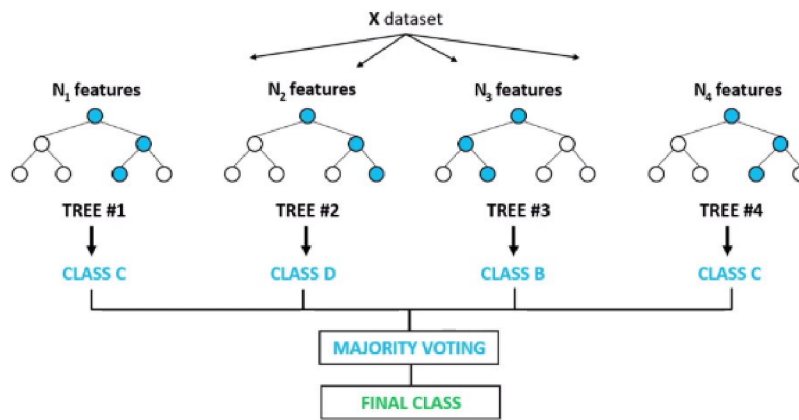 X dataset
N₁ features N₂ features N₃ features N₄ features
TREE #1 TREE #2 TREE #3 TREE #4
CLASS C CLASS D CLASS B CLASS C
MAJORITY VOTING
FINAL CLASS